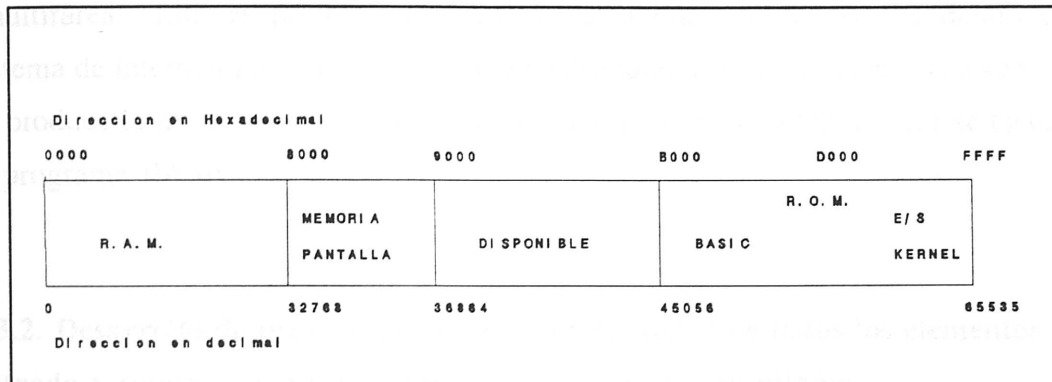 Direccion en Hexadecimal
0000 8000 9000 B000 D000 FFFF
R. O. M.
MEMORIA E/S
R. A. M. DISPONIBLE BASIC
PANTALLA KERNEL
0 32768 36864 45056 65535
Direccion en decimal